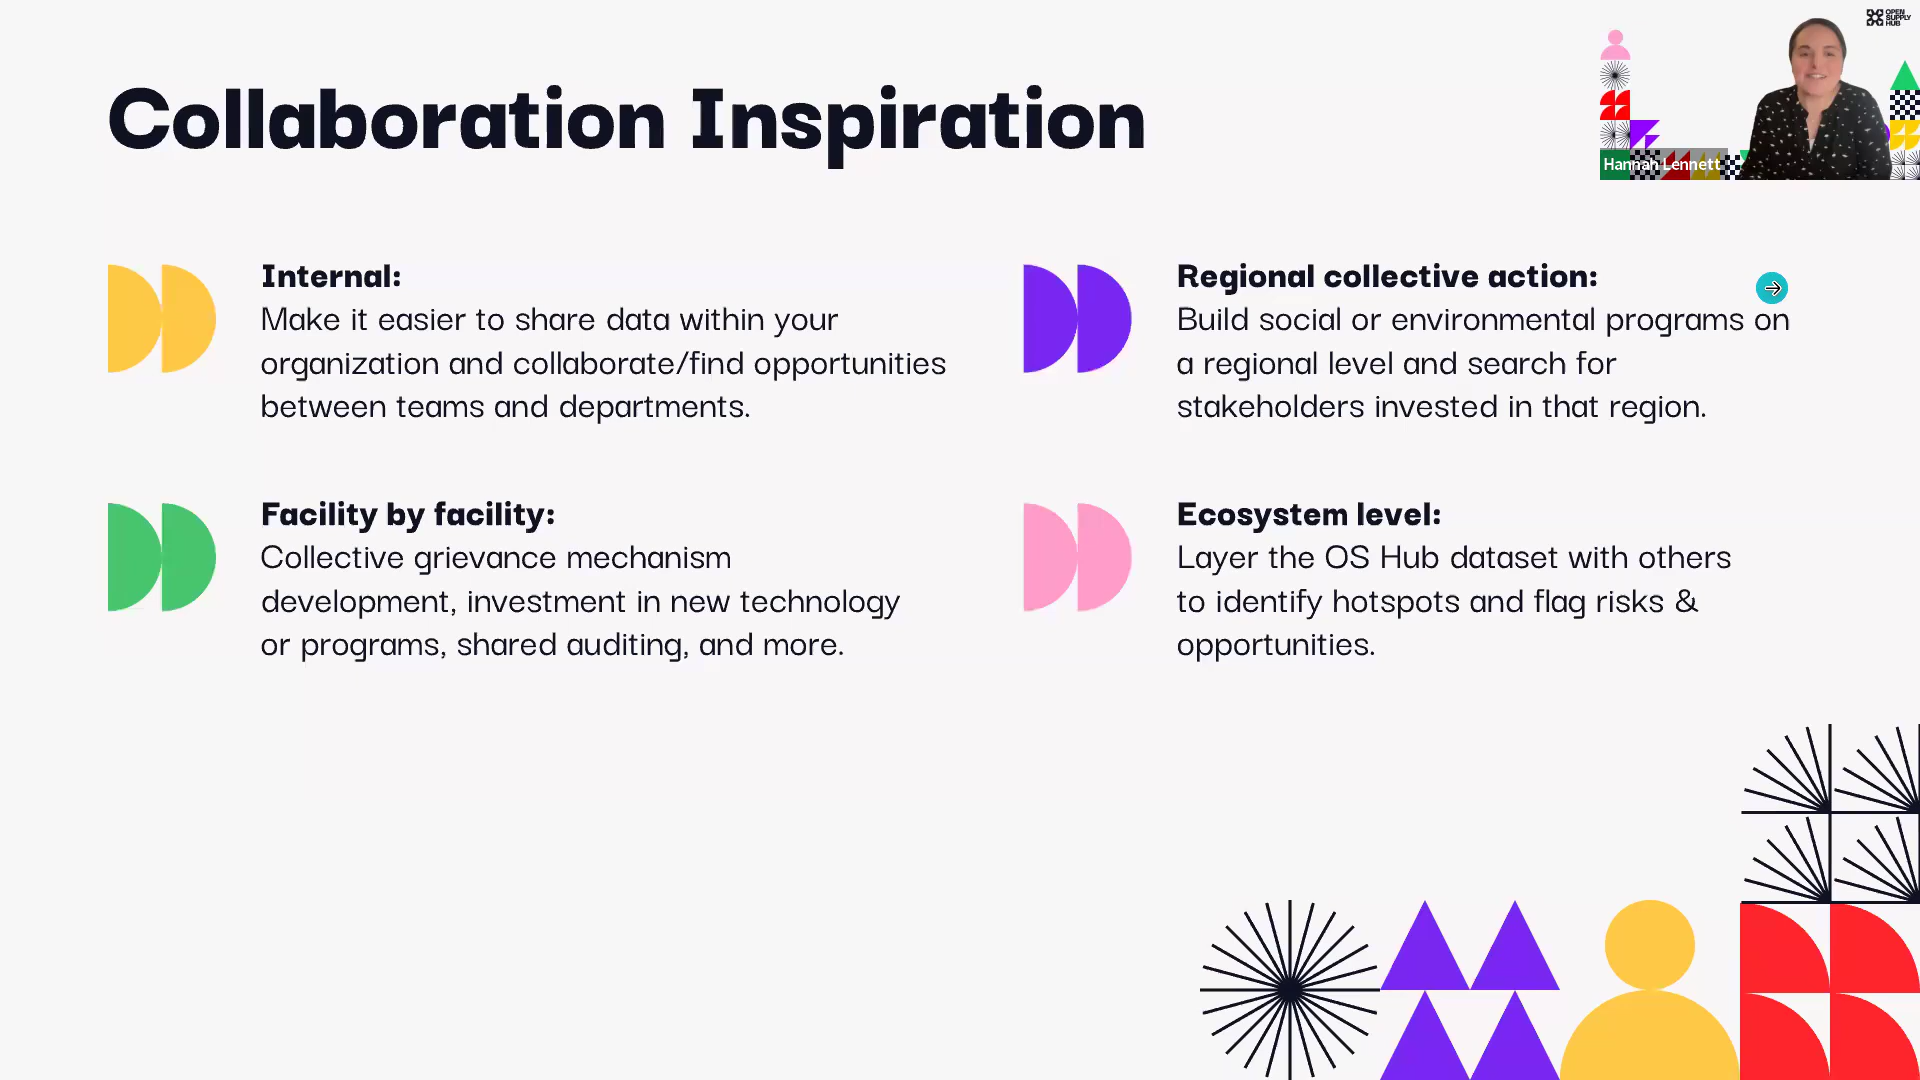 Collaboration Inspiration
OPEN
SUPPLY
HUB
Hannah Lennett
Internal:
Make it easier to share data within your
organization and collaborate/find opportunities
between teams and departments.
Regional collective action:
Build social or environmental programs on
a regional level and search for
stakeholders invested in that region.
Facility by facility:
Collective grievance mechanism
development, investment in new technology
or programs, shared auditing, and more.
Ecosystem level:
Layer the OS Hub dataset with others
to identify hotspots and flag risks &
opportunities.